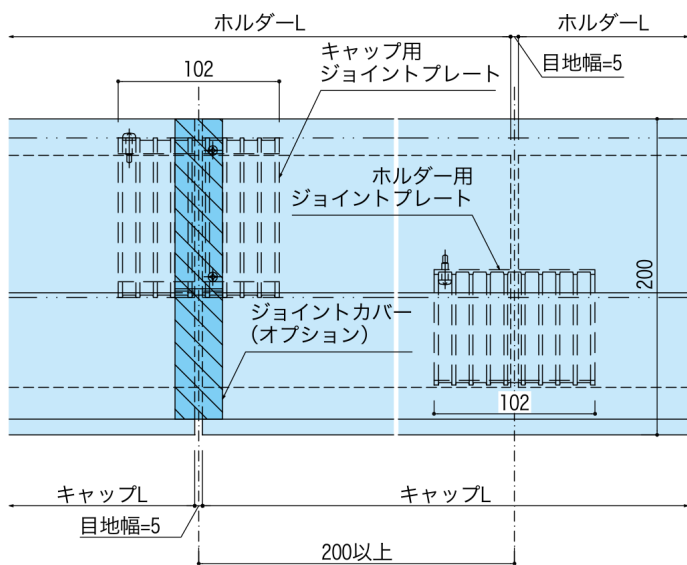 ホルダーL
ホルダーL
目地幅=5
102
キャップ用
ジョイントプレート
ホルダー用
ジョイントプレート
200
ジョイントカバー
(オプション)
102
キャップL
キャップL
目地幅=5
200以上